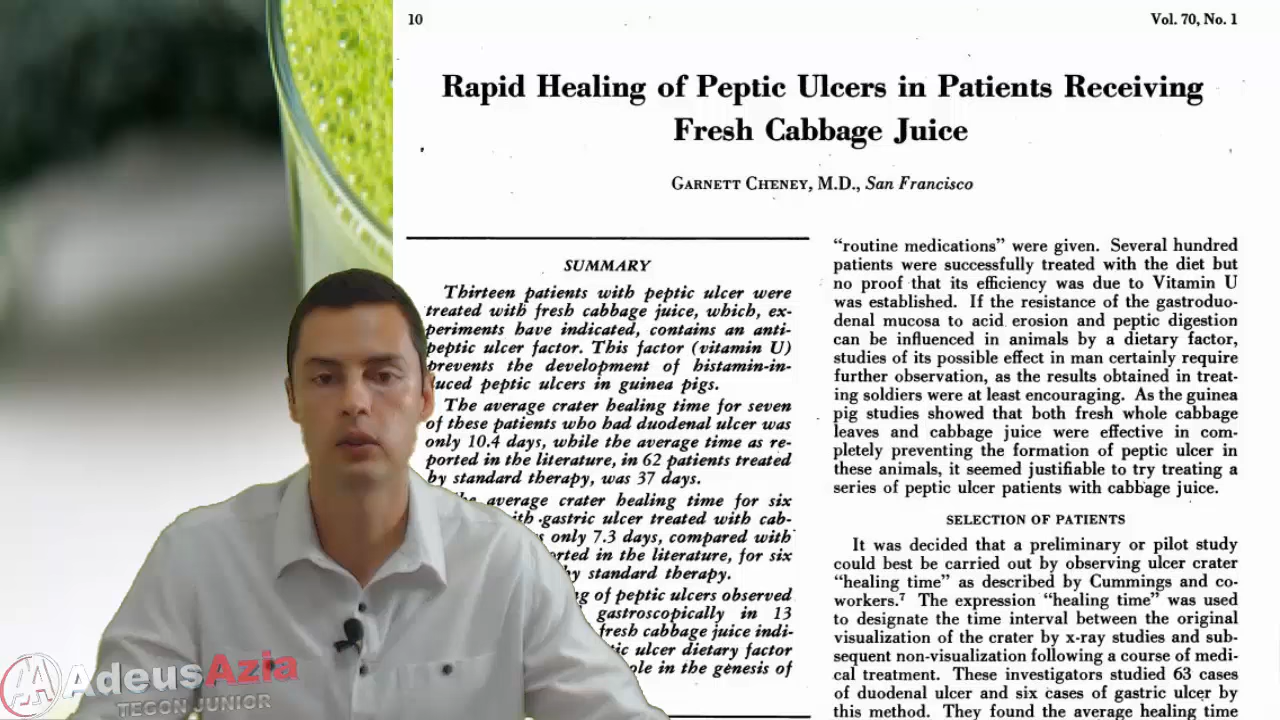 10
Vol. 70, No. 1
Rapid Healing of Peptic Ulcers in Patients Receiving
Fresh Cabbage Juice
GARNETT CHENEY, M.D., San Francisco
SUMMARY
Thirteen patients with peptic ulcer were
treated with fresh cabbage juice, which, ex-
periments have indicated, contains an anti-
peptic ulcer factor. This factor (vitamin U)
prevents the development of histamin-in-
duced peptic ulcers in guinea pigs.
The average crater healing time for seven
of these patients who had duodenal ulcer was
only 10.4 days, while the average time as re-
ported in the literature, in 62 patients treated
by standard therapy, was 37 days.
average crater healing time for six
gastric ulcer treated with cab-
only 7.3 days, compared with
in the literature, for six
standard therapy.
of peptic ulcers observed
gastroscopically in 13
fresh cabbage juice indi-
ulcer dietary factor
in the genesis of
"routine medications" were given. Several hundred
patients were successfully treated with the diet but
no proof that its efficiency was due to Vitamin U
was established. If the resistance of the gastroduo-
denal mucosa to acid erosion and peptic digestion
can be influenced in animals by a dietary factor,
studies of its possible effect in man certainly require
further observation, as the results obtained in treat-
ing soldiers were at least encouraging. As the guinea
pig studies showed that both fresh whole cabbage
leaves and cabbage juice were effective in com-
pletely preventing the formation of peptic ulcer in
these animals, it seemed justifiable to try treating a
series of peptic ulcer patients with cabbage juice.
SELECTION OF PATIENTS
It was decided that a preliminary or pilot study
could best be carried out by observing ulcer crater
"healing time" as described by Cummings and co-
workers.7 The expression "healing time" was used
to designate the time interval between the original
visualization of the crater by x-ray studies and sub-
sequent non-visualization following a course of medi-
cal treatment. These investigators studied 63 cases
of duodenal ulcer and six cases of gastric ulcer by
this method. They found the average healing time
AdeusAzia
TEGON JUNIOR